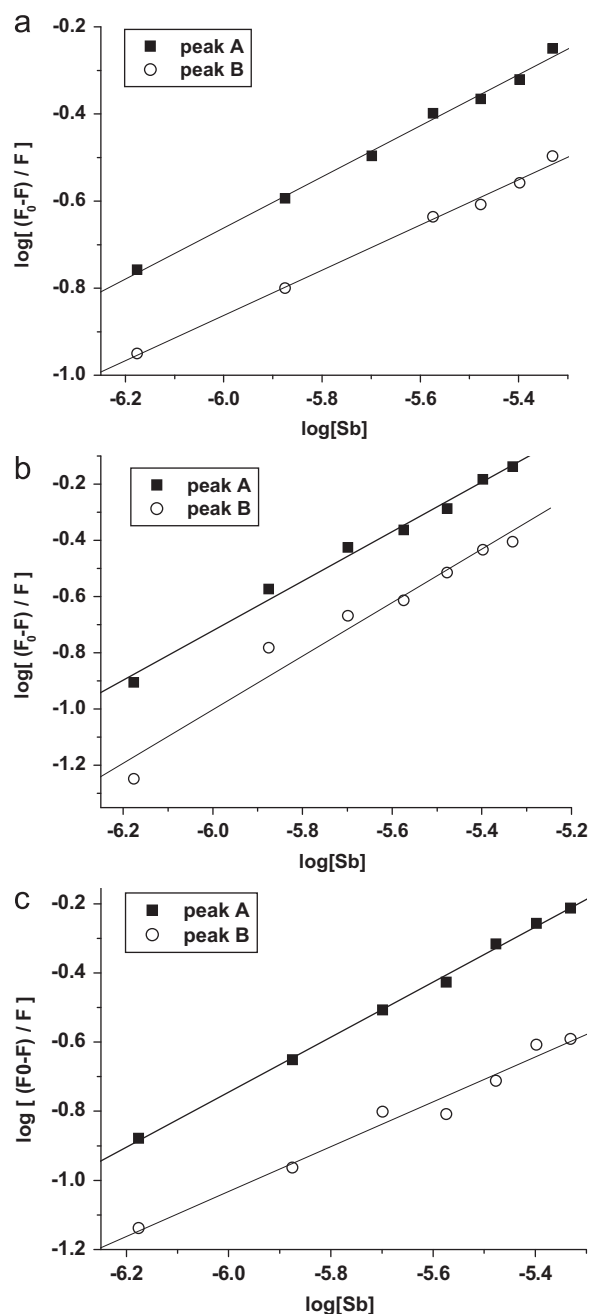 a
peak A
peak B
log[ (F₀-F) / F ]
-0.2
-0.4
-0.6
-0.8
-1.0
-6.2 -6.0 -5.8 -5.6 -5.4
log[Sb]
b
peak A
peak B
log[ (F₀-F) / F ]
-0.2
-0.4
-0.6
-0.8
-1.0
-1.2
-6.2 -6.0 -5.8 -5.6 -5.4 -5.2
log[Sb]
c
peak A
peak B
log [ (F0-F) / F ]
-0.2
-0.4
-0.6
-0.8
-1.0
-1.2
-6.2 -6.0 -5.8 -5.6 -5.4
log[Sb]